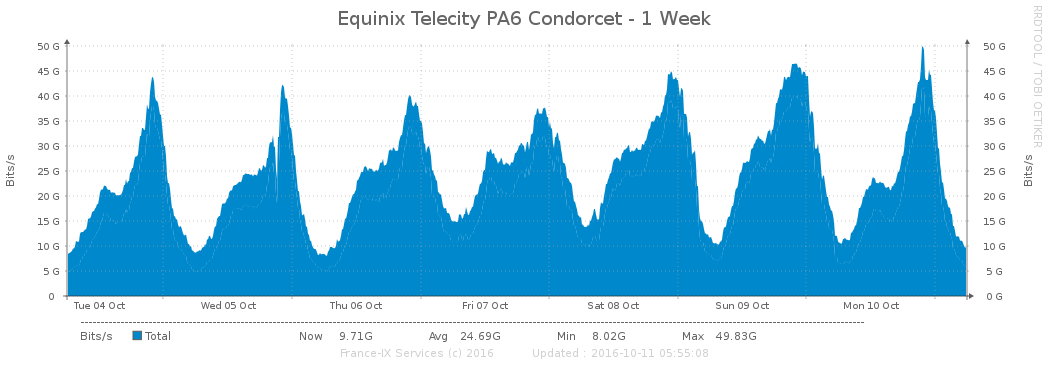 Equinix Telecity PA6 Condorcet - 1 Week
RRDTOOL / TOBI OETIKER
Bits/s
50 G
45 G
40 G
35 G
30 G
25 G
20 G
15 G
10 G
5 G
0
50 G
45 G
40 G
35 G
30 G
25 G
20 G
15 G
10 G
5 G
0 G
Bits/s
Tue 04 Oct Wed 05 Oct Thu 06 Oct Fri 07 Oct Sat 08 Oct Sun 09 Oct Mon 10 Oct
Bits/s Total Now 9.71G Avg 24.69G Min 8.02G Max 49.83G
France-IX Services (c) 2016 Updated : 2016-10-11 05:55:08